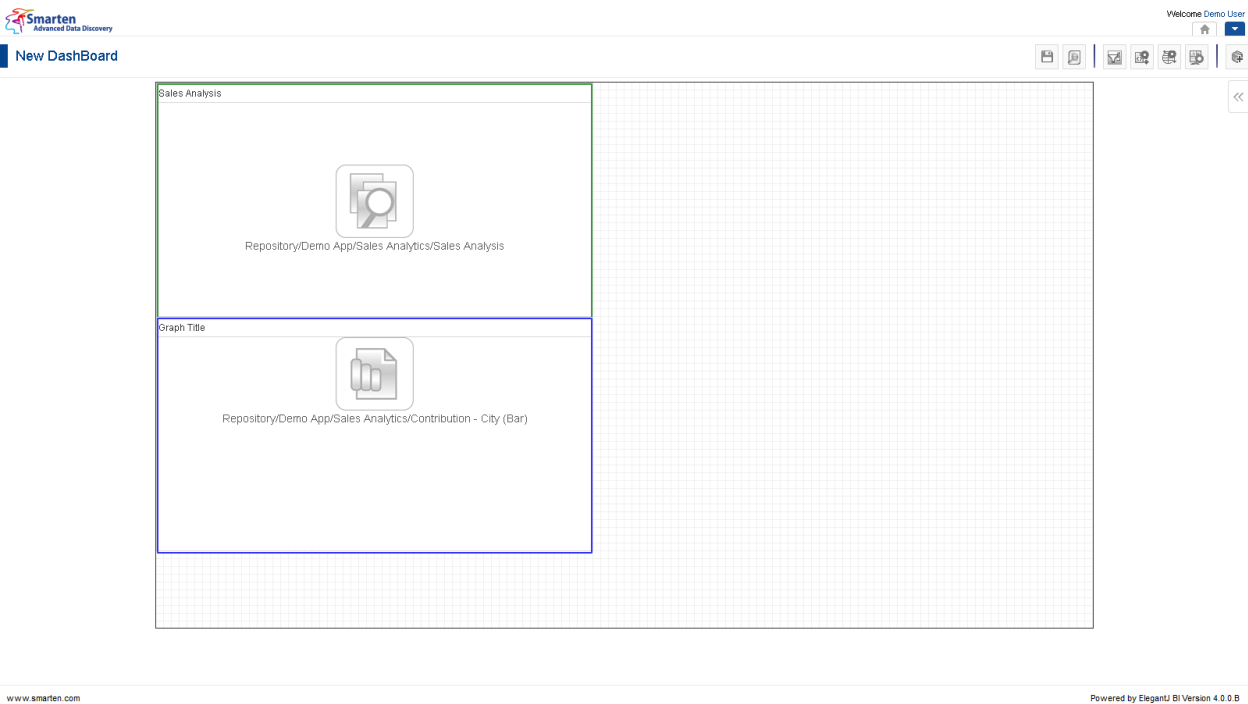 Smarten
Advanced Data Discovery
Welcome Demo User
New DashBoard
Sales Analysis
Repository/Demo App/Sales Analytics/Sales Analysis
Graph Title
Repository/Demo App/Sales Analytics/Contribution - City (Bar)
www.smarten.com
Powered by ElegantJ BI Version 4.0.0.B